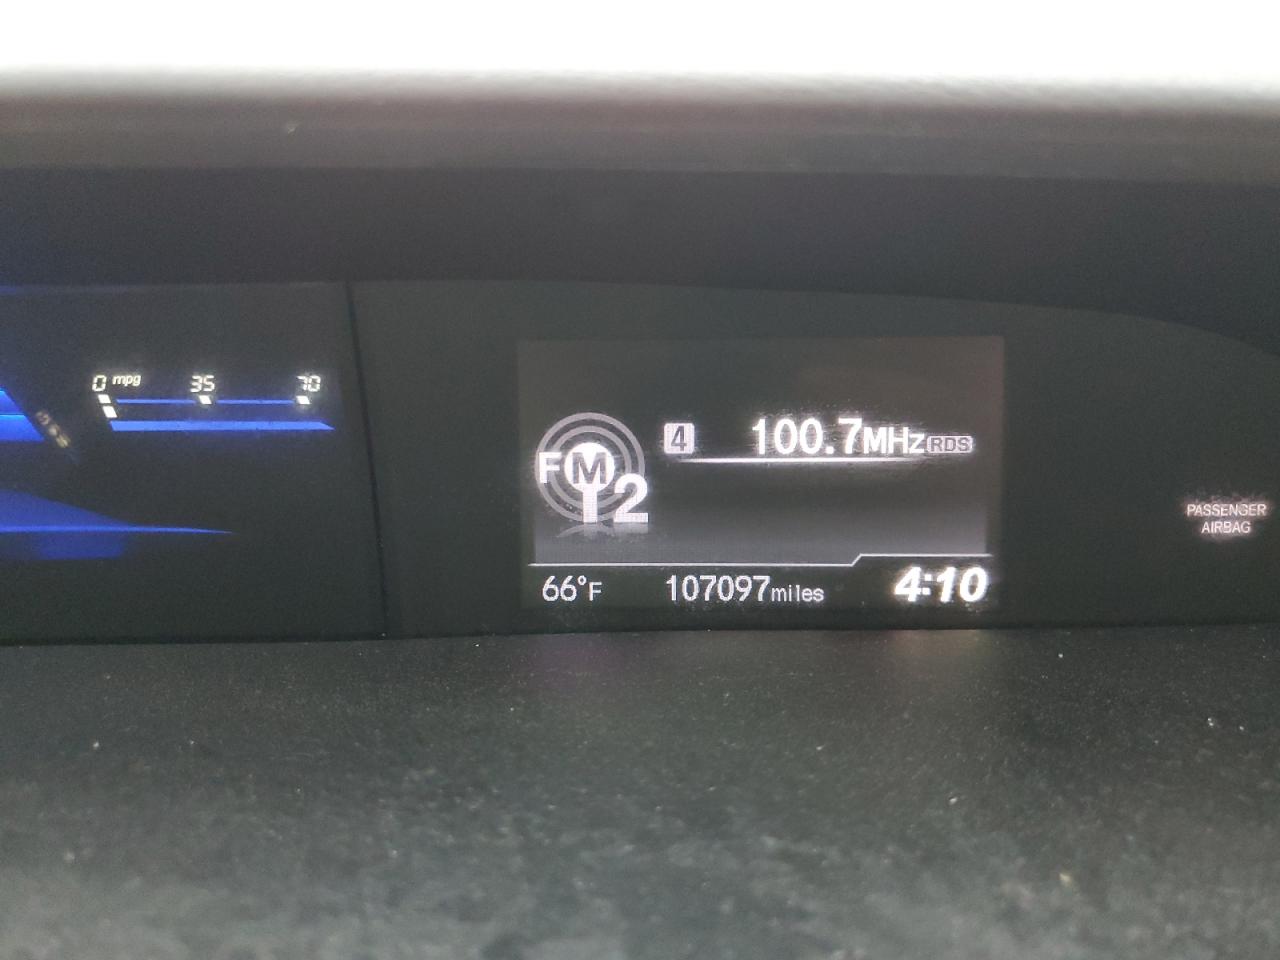 0 mpg 35 70
4 100.7MHz RDS
FM 2
66°F 107097miles 4:10
PASSENGER
AIRBAG